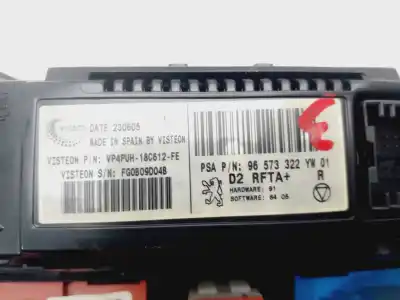 DATE 230605
MADE IN SPAIN BY VISTEON
VISTEON P/N: VP4PUH-18C612-FE
VISTEON S/N: FG0B09D048
PSA P/N: 96 573 322 YW 01
D2 RFTA+ R
HARDWARE: 91
SOFTWARE: 64 05